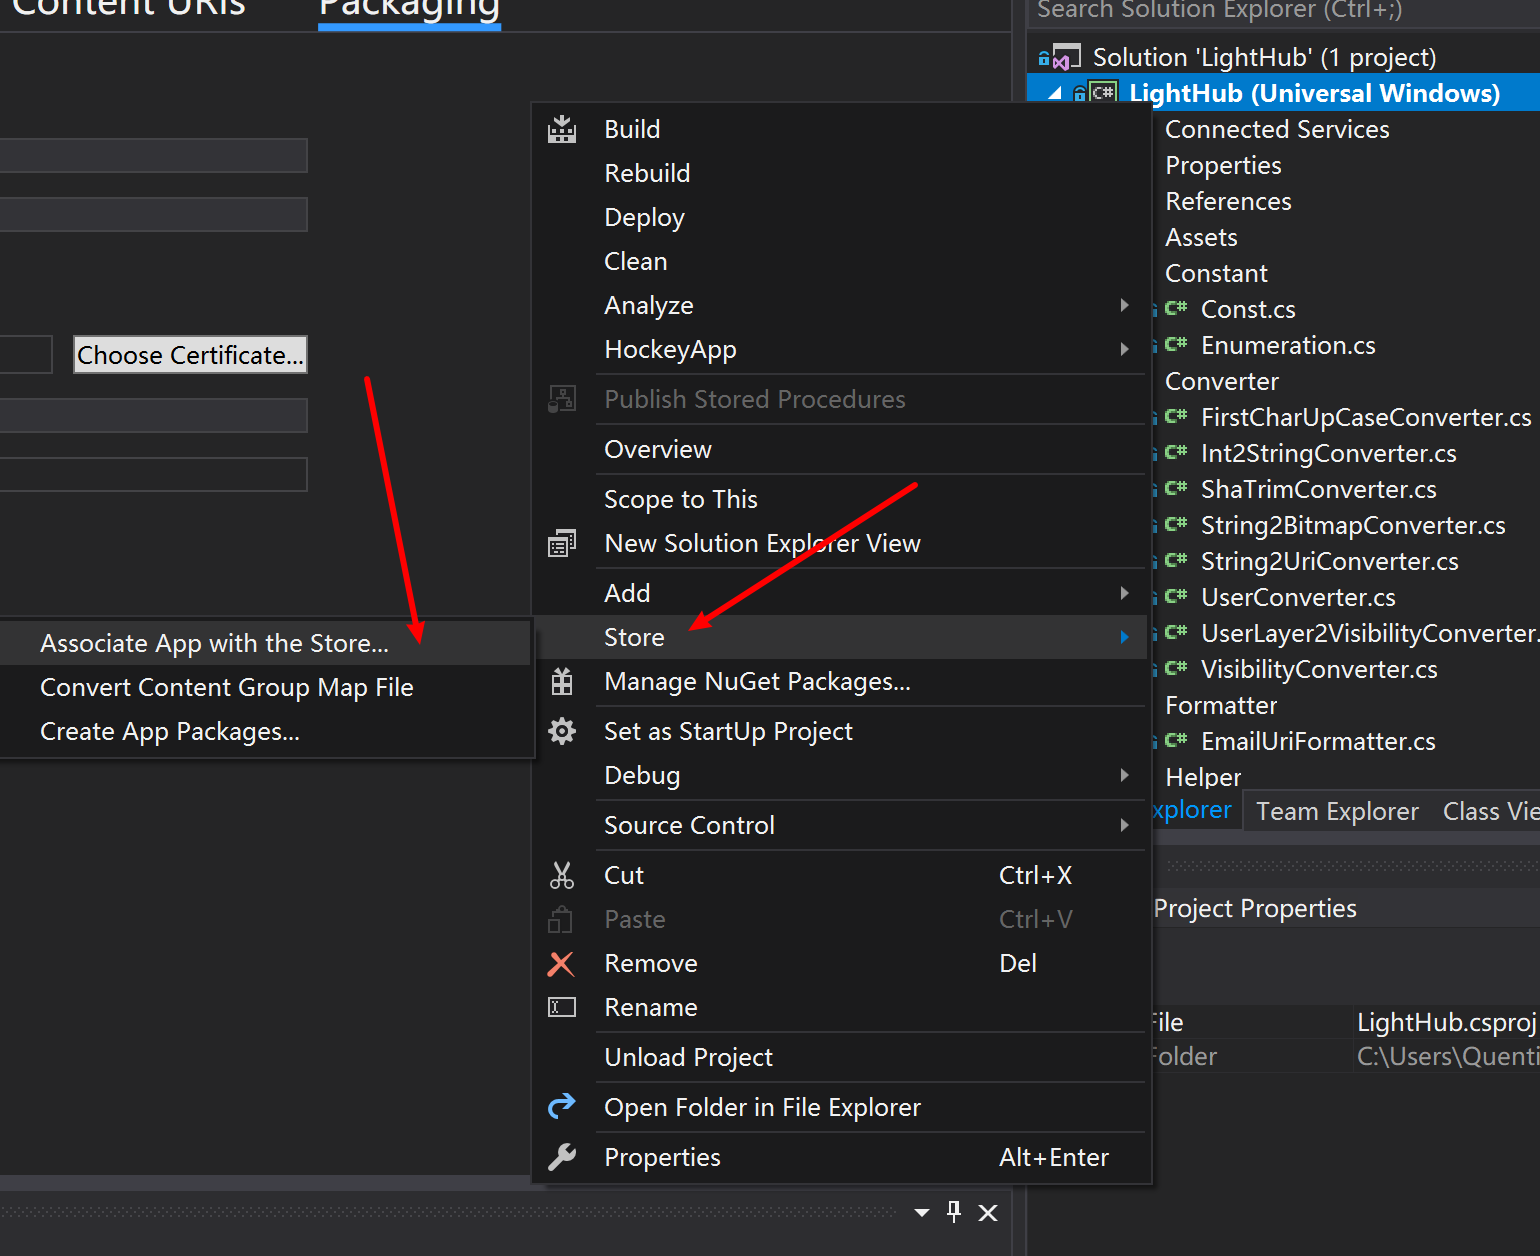 Content URIs
Packaging
Choose Certificate...
Build
Rebuild
Deploy
Clean
Analyze
HockeyApp
Publish Stored Procedures
Overview
Scope to This
New Solution Explorer View
Add
Store
Manage NuGet Packages...
Set as StartUp Project
Debug
Source Control
Cut Ctrl+X
Paste Ctrl+V
Remove Del
Rename
Unload Project
Open Folder in File Explorer
Properties Alt+Enter
Associate App with the Store...
Convert Content Group Map File
Create App Packages...
Search Solution Explorer (Ctrl+;)
Solution 'LightHub' (1 project)
C# LightHub (Universal Windows)
Connected Services
Properties
References
Assets
Constant
C# Const.cs
C# Enumeration.cs
Converter
C# FirstCharUpCaseConverter.cs
C# Int2StringConverter.cs
C# ShaTrimConverter.cs
C# String2BitmapConverter.cs
C# String2UriConverter.cs
C# UserConverter.cs
C# UserLayer2VisibilityConverter.
C# VisibilityConverter.cs
Formatter
C# EmailUriFormatter.cs
Helper
xplorer Team Explorer Class Vie
Project Properties
File LightHub.csproj
Folder C:\Users\Quenti